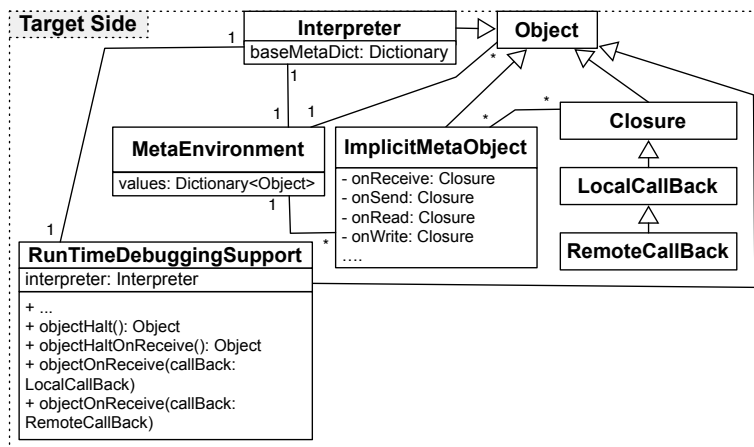 Target Side
Interpreter
baseMetaDict: Dictionary
Object
1
1
1
*
1
1
*
*
MetaEnvironment
values: Dictionary<Object>
ImplicitMetaObject
- onReceive: Closure
- onSend: Closure
- onRead: Closure
- onWrite: Closure
....
Closure
LocalCallBack
RemoteCallBack
1
*
1
RunTimeDebuggingSupport
interpreter: Interpreter
+ ...
+ objectHalt(): Object
+ objectHaltOnReceive(): Object
+ objectOnReceive(callBack:
LocalCallBack)
+ objectOnReceive(callBack:
RemoteCallBack)